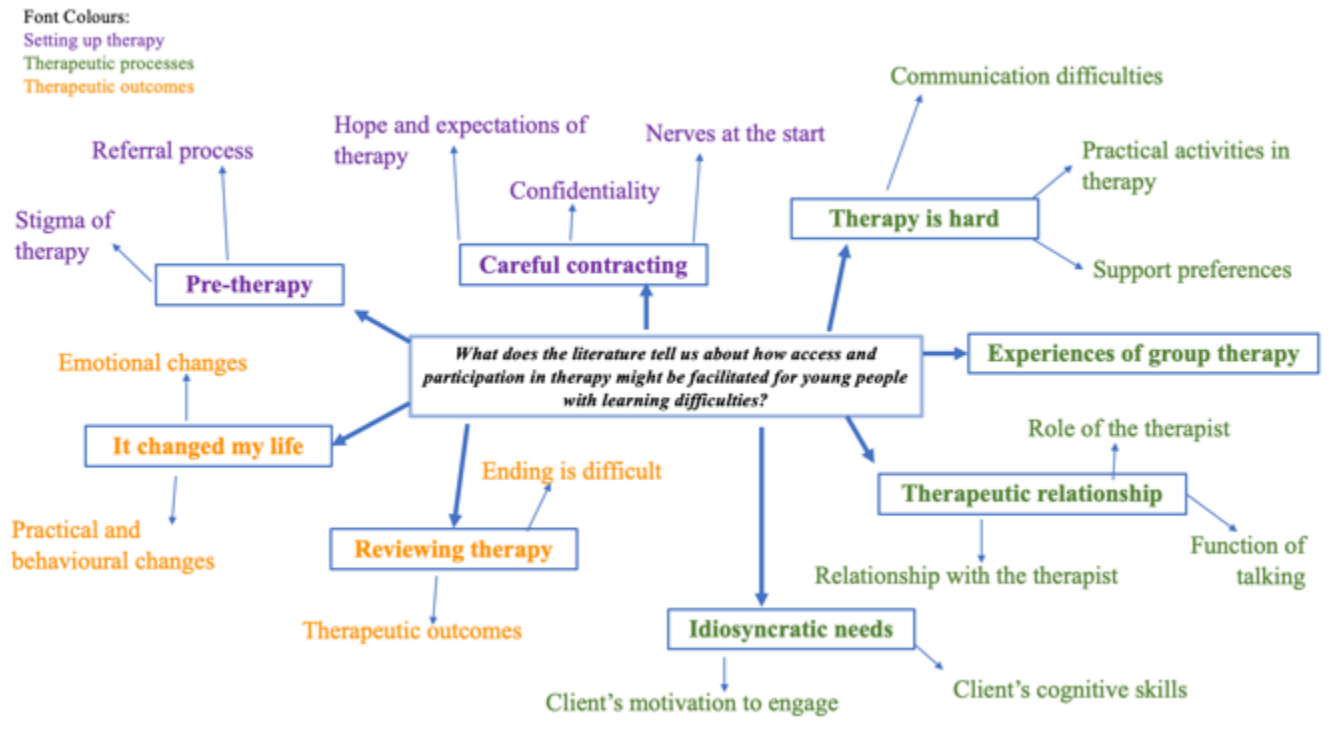 Font Colours:
Setting up therapy
Therapeutic processes
Therapeutic outcomes
Communication difficulties
Hope and expectations of
therapy
Nerves at the start
Referral process
Practical activities in
therapy
Confidentiality
Stigma of
therapy
Therapy is hard
Careful contracting
Support preferences
Pre-therapy
What does the literature tell us about how access and
participation in therapy might be facilitated for young people
with learning difficulties?
Experiences of group therapy
Emotional changes
It changed my life
Role of the therapist
Ending is difficult
Therapeutic relationship
Practical and
behavioural changes
Reviewing therapy
Function of
talking
Relationship with the therapist
Therapeutic outcomes
Idiosyncratic needs
Client's motivation to engage
Client's cognitive skills